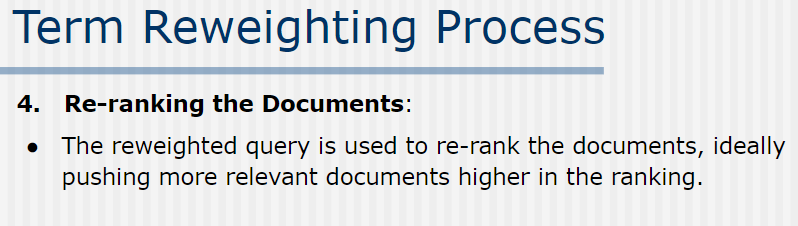 Term Reweighting Process
4. Re-ranking the Documents:
● The reweighted query is used to re-rank the documents, ideally
pushing more relevant documents higher in the ranking.